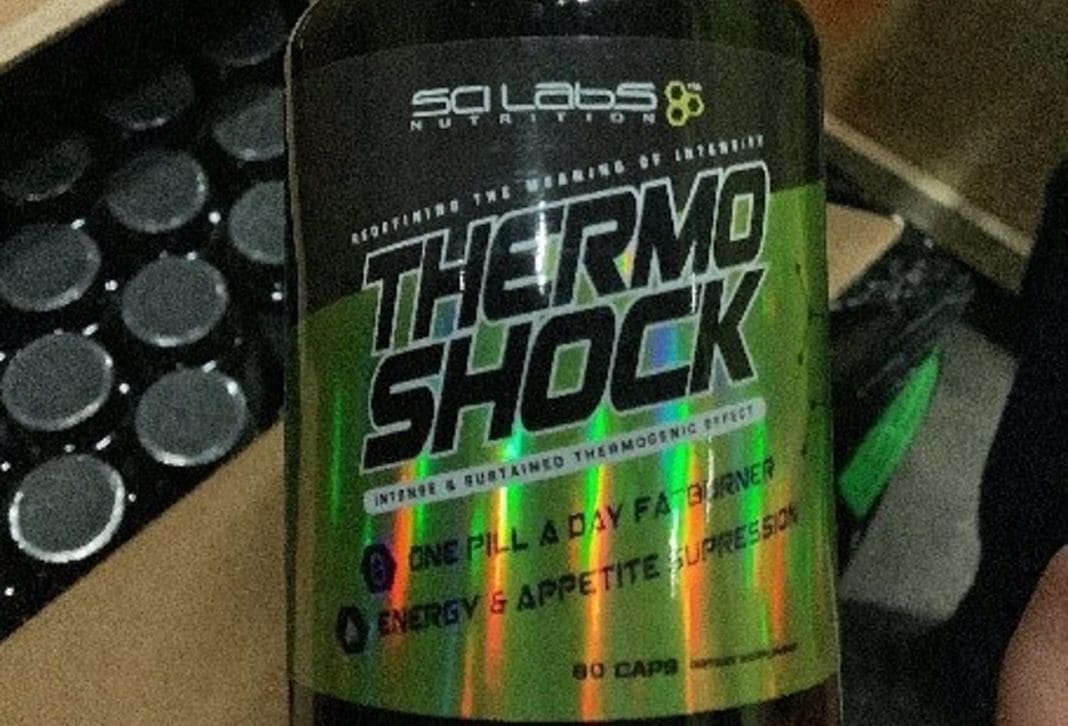 SCI LABS
NUTRITION
REDEFINING THE MEANING OF INTENSITY
THERMO
SHOCK
INTENSE & SUSTAINED THERMOGENIC EFFECT
ONE PILL A DAY FAT BURNER
ENERGY & APPETITE SUPRESSION
CAPS